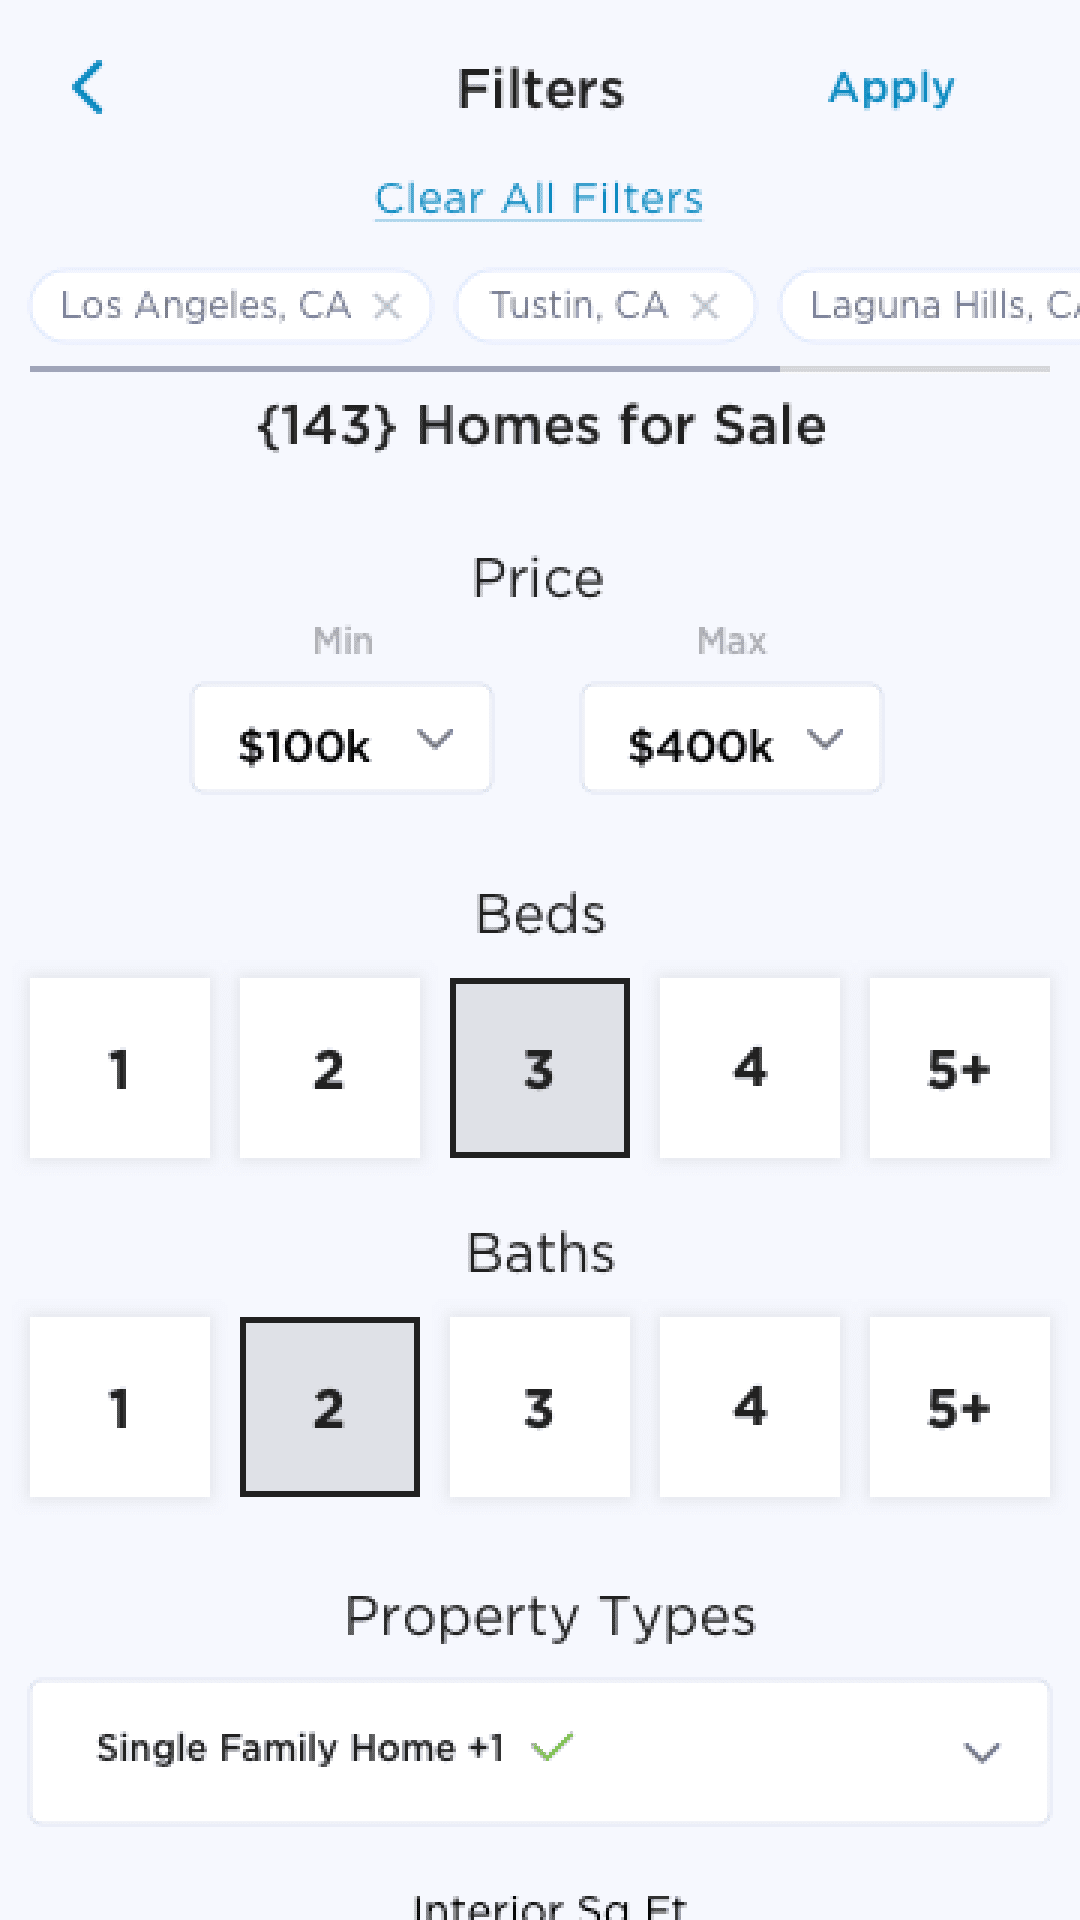 Filters Apply
Clear All Filters
Los Angeles, CA Tustin, CA Laguna Hills, CA
{143} Homes for Sale
Price
Min Max
$100k $400k
Beds
1 2 3 4 5+
Baths
1 2 3 4 5+
Property Types
Single Family Home +1
Interior Sq Ft